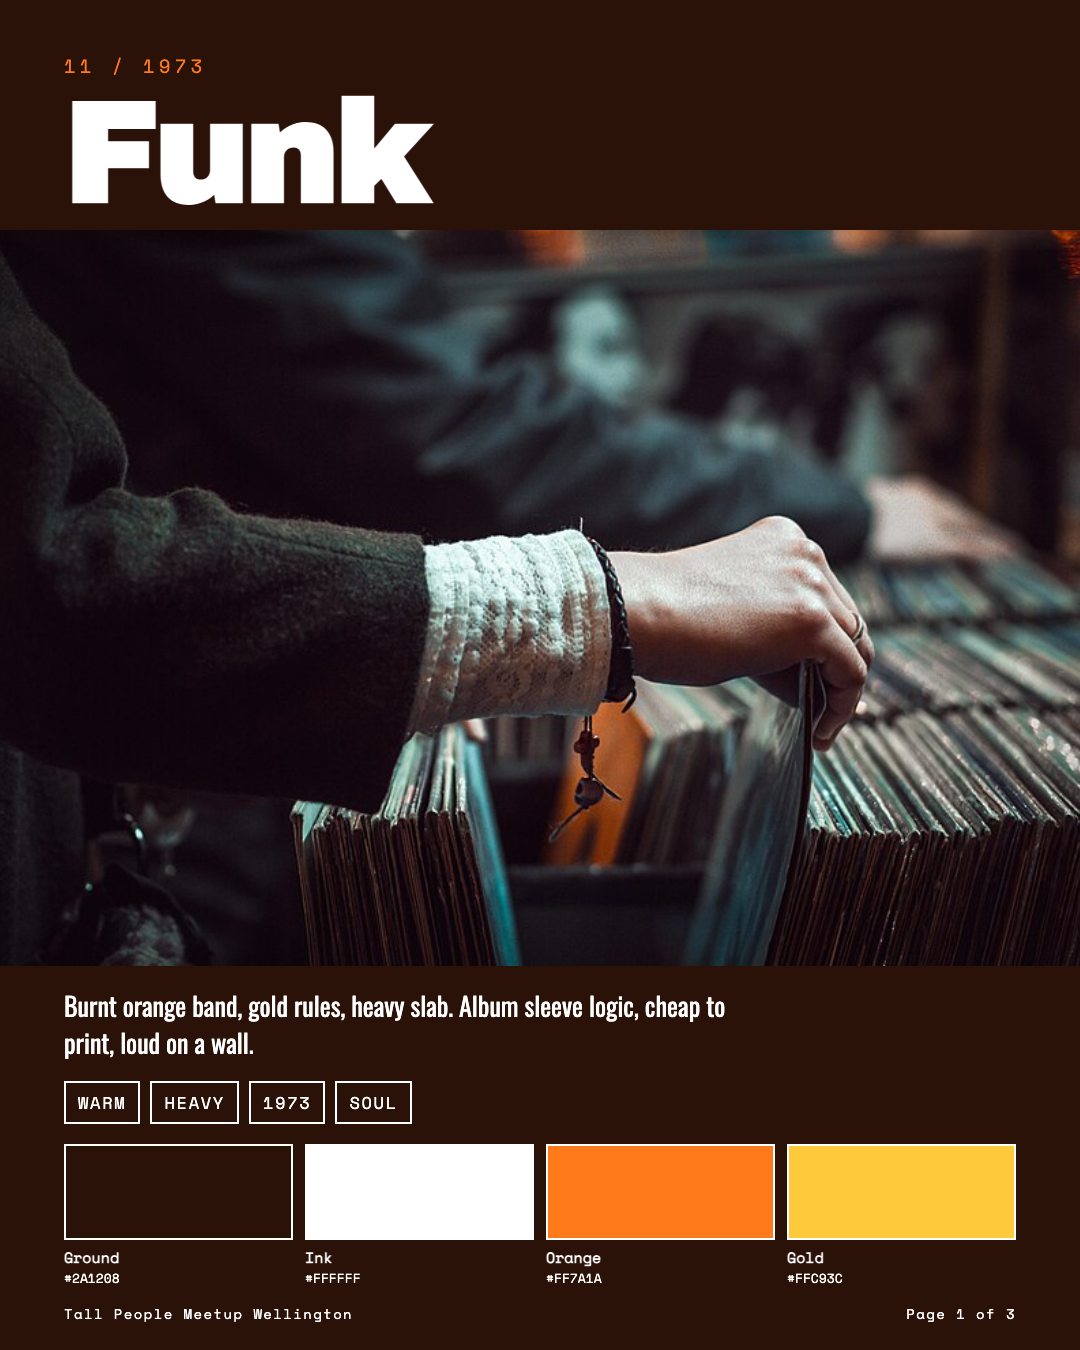 11 / 1973
Funk
Burnt orange band, gold rules, heavy slab. Album sleeve logic, cheap to
print, loud on a wall.
WARM HEAVY 1973 SOUL
Ground Ink Orange Gold
#2A1208 #FFFFFF #FF7A1A #FFC93C
Tall People Meetup Wellington Page 1 of 3